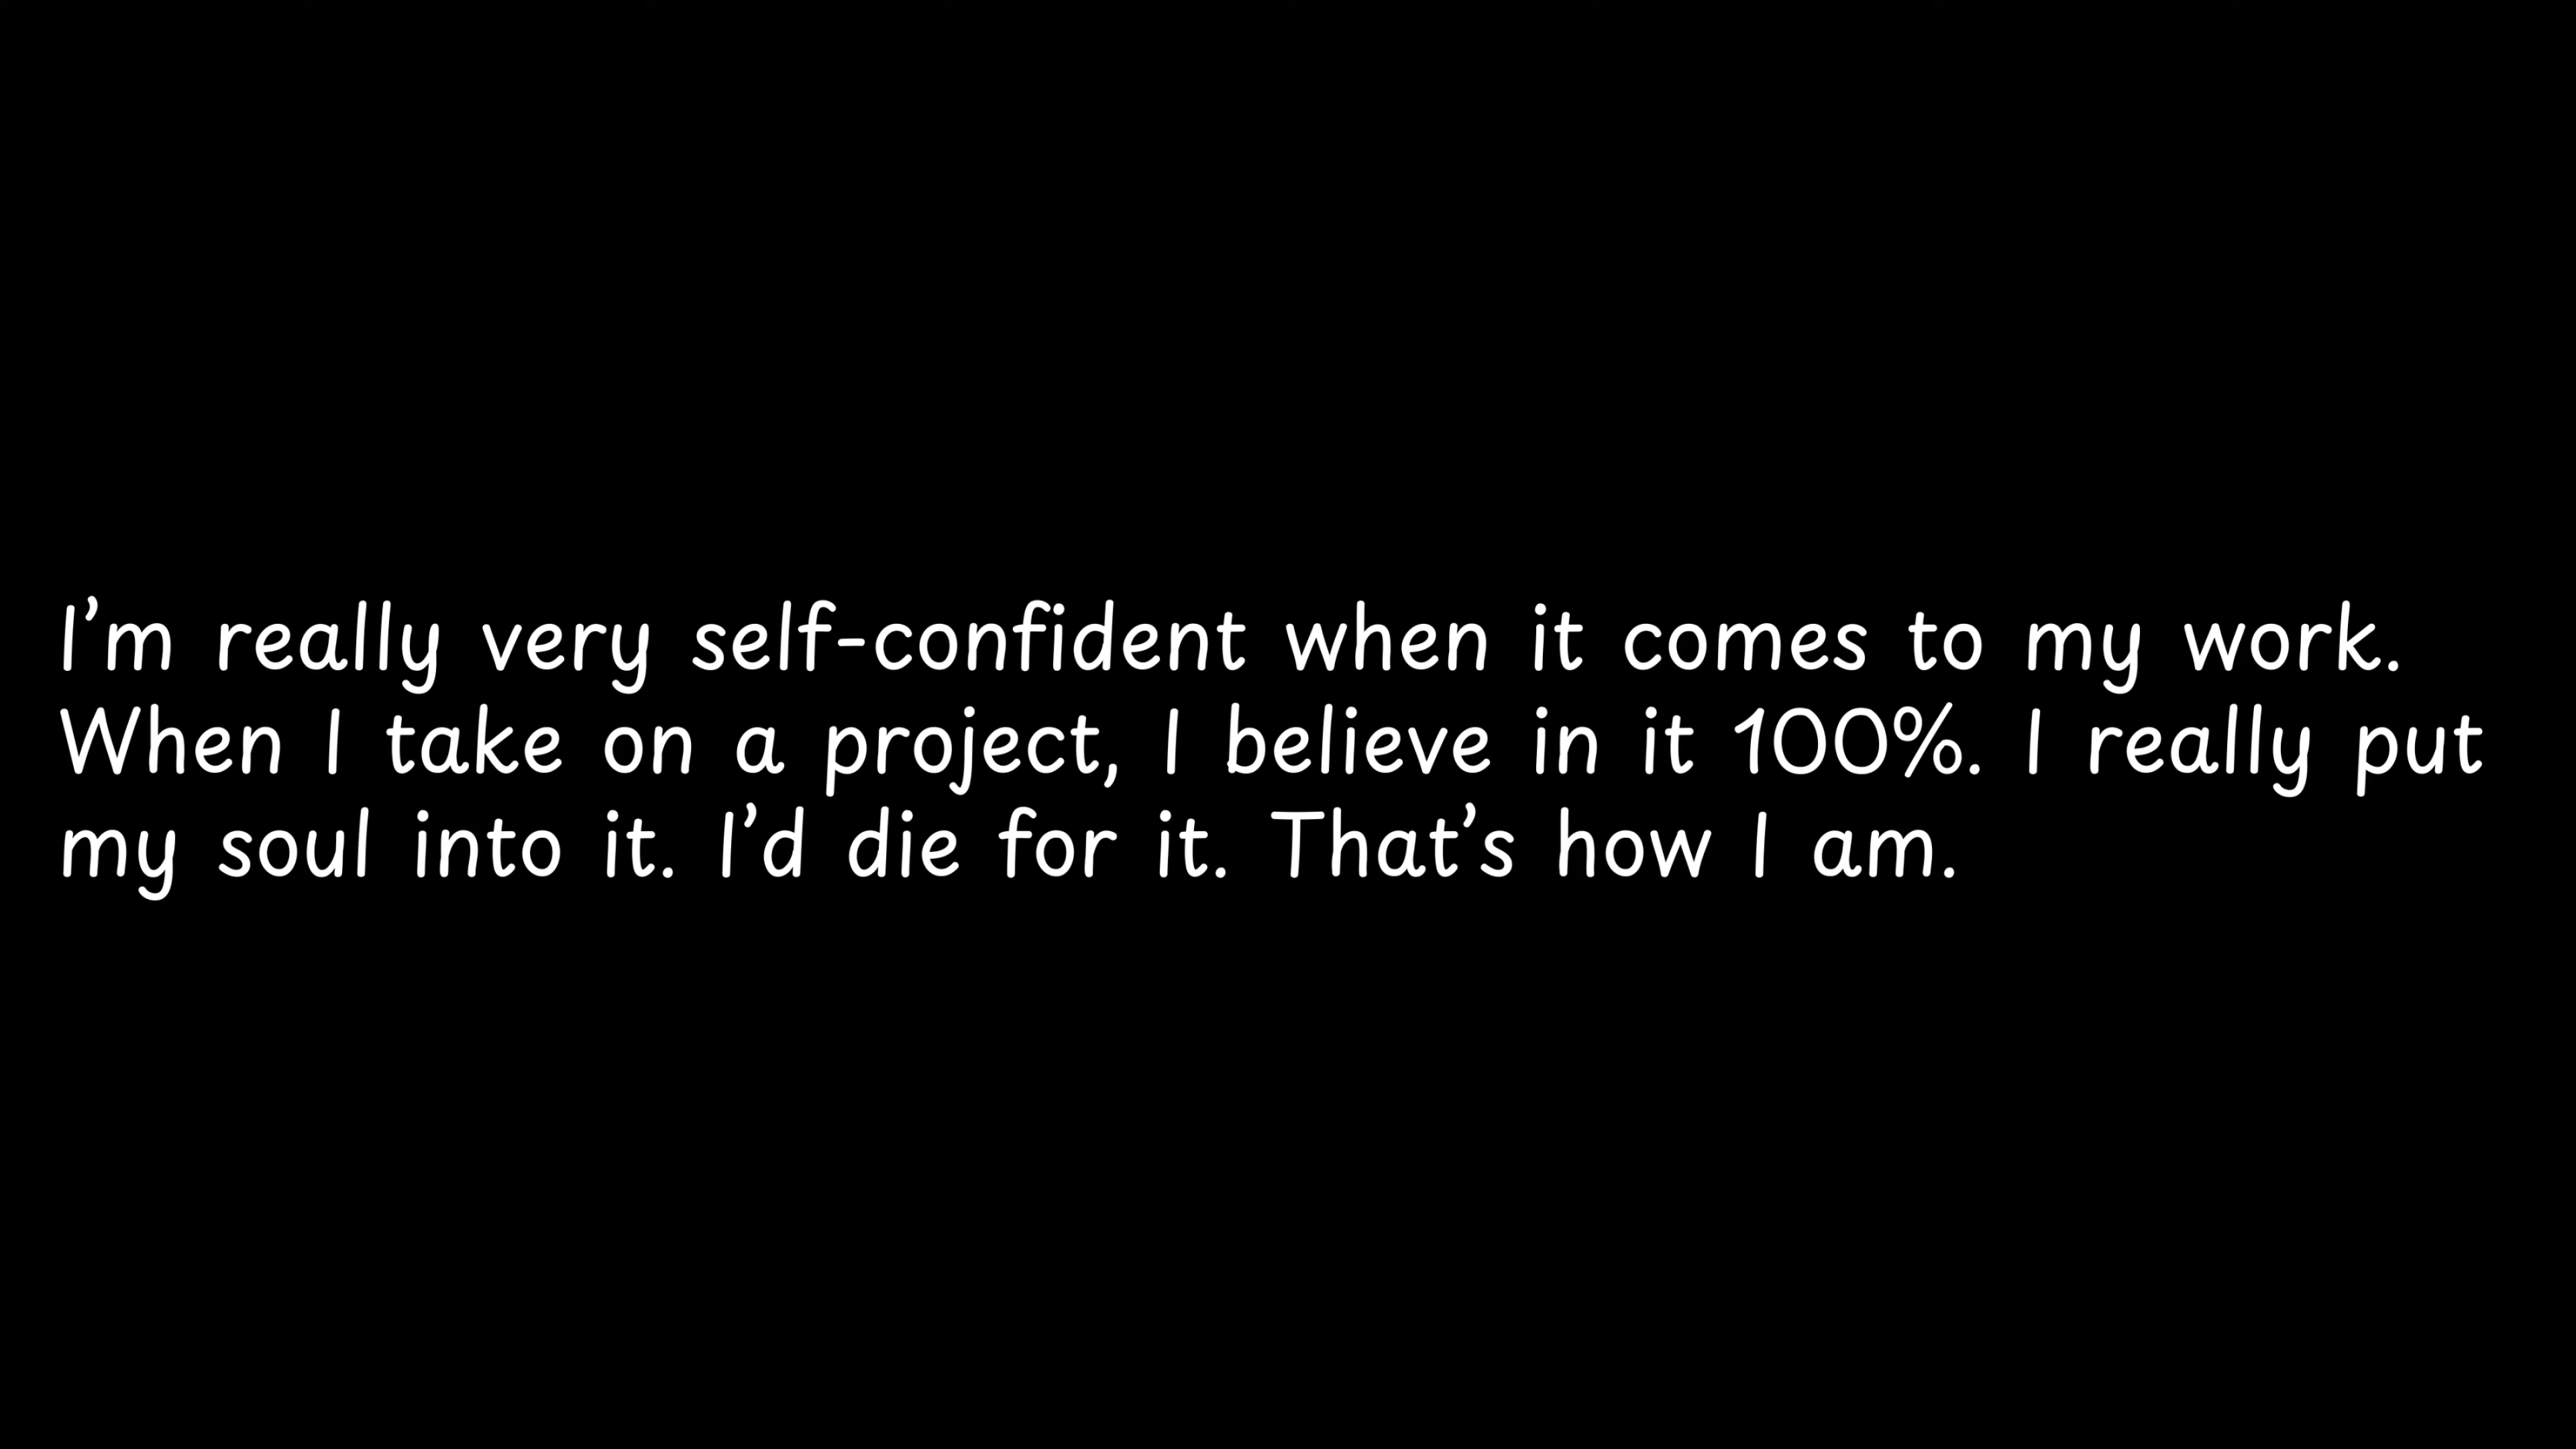 I’m really very self-confident when it comes to my work.
When I take on a project, I believe in it 100%. I really put
my soul into it. I’d die for it. That’s how I am.